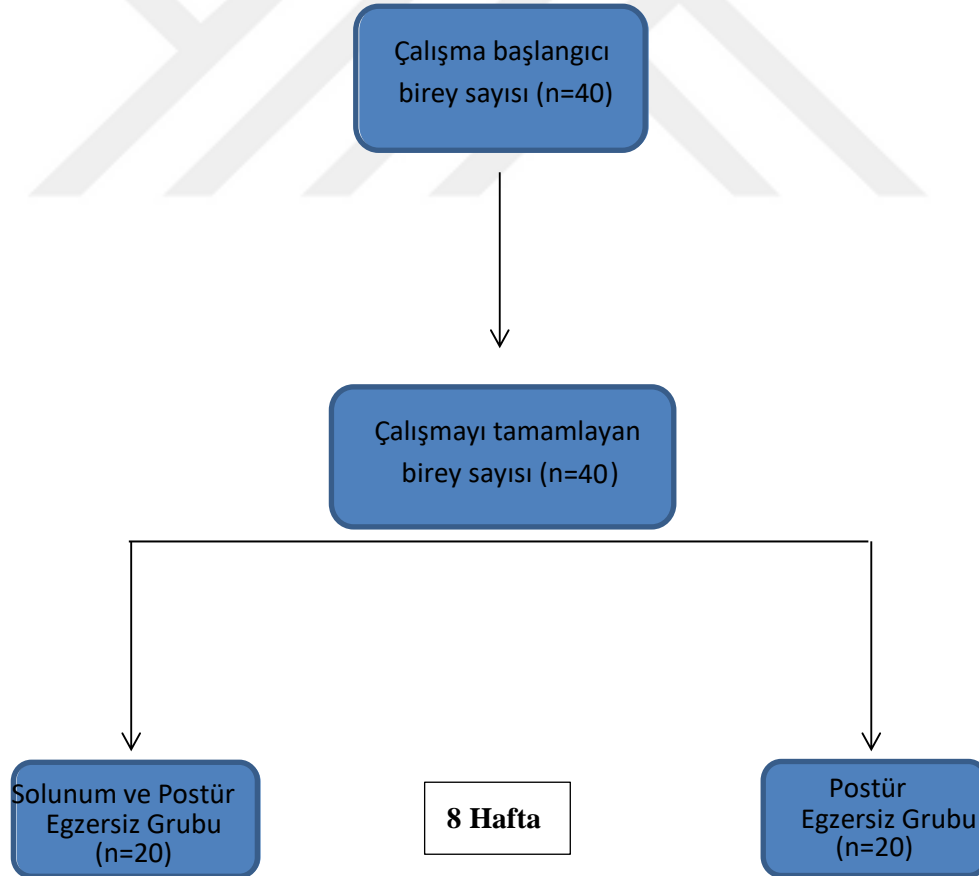 Çalışma başlangıcı
birey sayısı (n=40)
Çalışmayı tamamlayan
birey sayısı (n=40)
Solunum ve Postür
Egzersiz Grubu
(n=20)
8 Hafta
Postür
Egzersiz Grubu
(n=20)